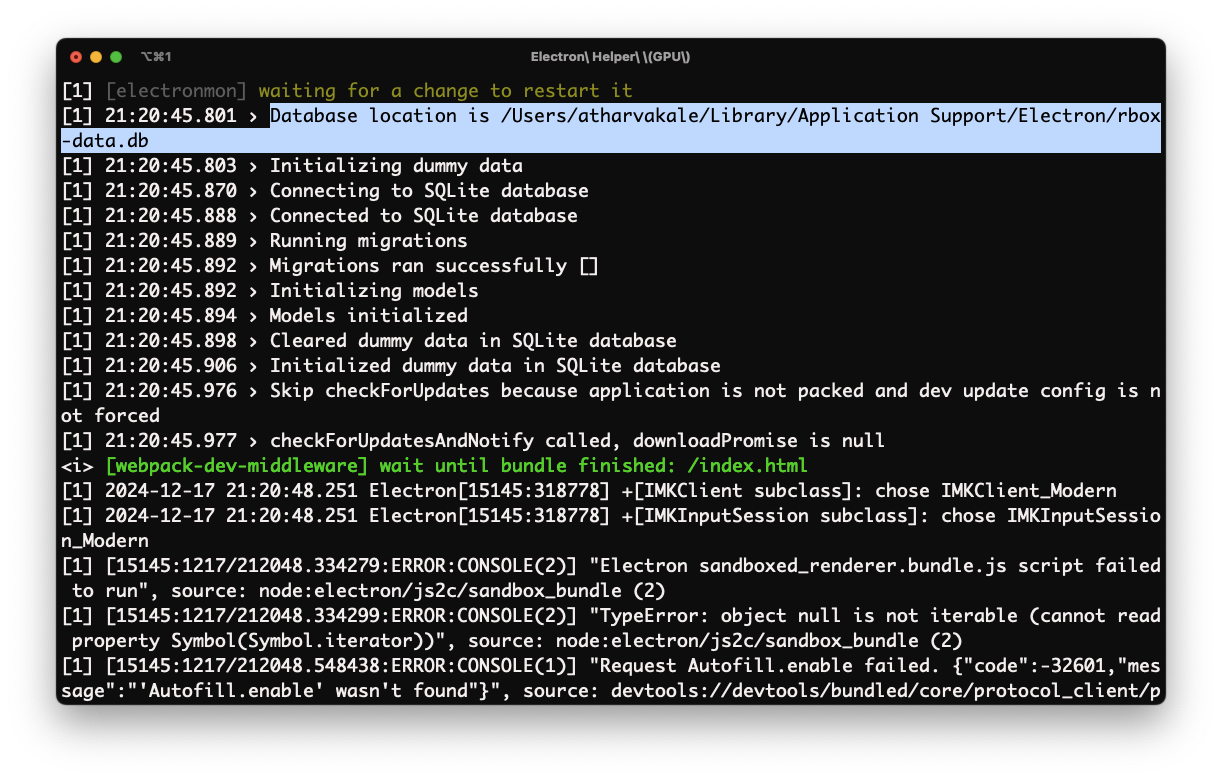 ⌥⌘1
Electron\ Helper\ \(GPU\)
[1] [electronmon] waiting for a change to restart it
[1] 21:20:45.801 › Database location is /Users/atharvakale/Library/Application Support/Electron/rbox
-data.db
[1] 21:20:45.803 › Initializing dummy data
[1] 21:20:45.870 › Connecting to SQLite database
[1] 21:20:45.888 › Connected to SQLite database
[1] 21:20:45.889 › Running migrations
[1] 21:20:45.892 › Migrations ran successfully []
[1] 21:20:45.892 › Initializing models
[1] 21:20:45.894 › Models initialized
[1] 21:20:45.898 › Cleared dummy data in SQLite database
[1] 21:20:45.906 › Initialized dummy data in SQLite database
[1] 21:20:45.976 › Skip checkForUpdates because application is not packed and dev update config is n
ot forced
[1] 21:20:45.977 › checkForUpdatesAndNotify called, downloadPromise is null
<i> [webpack-dev-middleware] wait until bundle finished: /index.html
[1] 2024-12-17 21:20:48.251 Electron[15145:318778] +[IMKClient subclass]: chose IMKClient_Modern
[1] 2024-12-17 21:20:48.251 Electron[15145:318778] +[IMKInputSession subclass]: chose IMKInputSessio
n_Modern
[1] [15145:1217/212048.334279:ERROR:CONSOLE(2)] "Electron sandboxed_renderer.bundle.js script failed
 to run", source: node:electron/js2c/sandbox_bundle (2)
[1] [15145:1217/212048.334299:ERROR:CONSOLE(2)] "TypeError: object null is not iterable (cannot read
 property Symbol(Symbol.iterator))", source: node:electron/js2c/sandbox_bundle (2)
[1] [15145:1217/212048.548438:ERROR:CONSOLE(1)] "Request Autofill.enable failed. {"code":-32601,"mes
sage":"'Autofill.enable' wasn't found"}", source: devtools://devtools/bundled/core/protocol_client/p